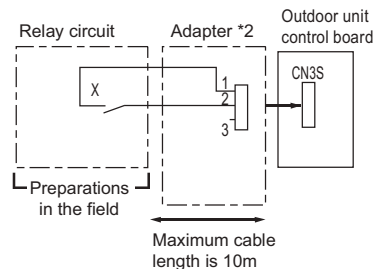 Relay circuit
Adapter *2
Outdoor unit
control board
CN3S
X
1
2
3
Preparations
in the field
Maximum cable
length is 10m